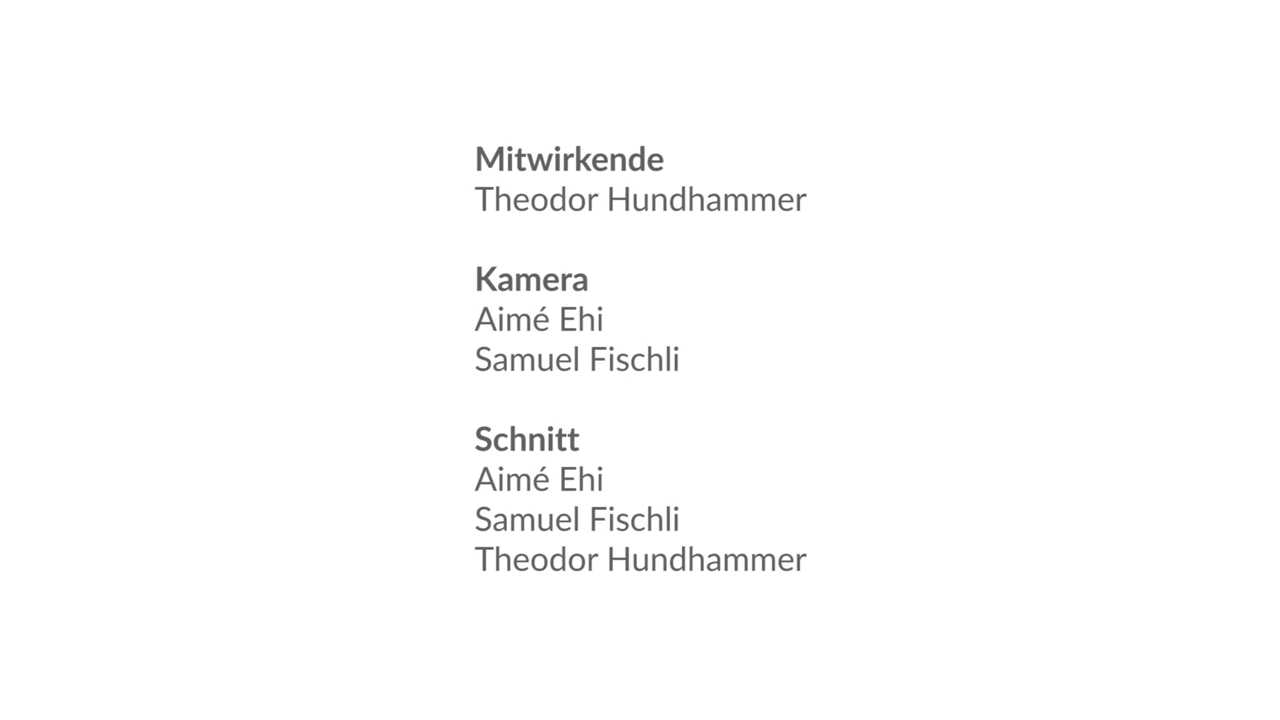 Mitwirkende
Theodor Hundhammer
Kamera
Aimé Ehi
Samuel Fischli
Schnitt
Aimé Ehi
Samuel Fischli
Theodor Hundhammer